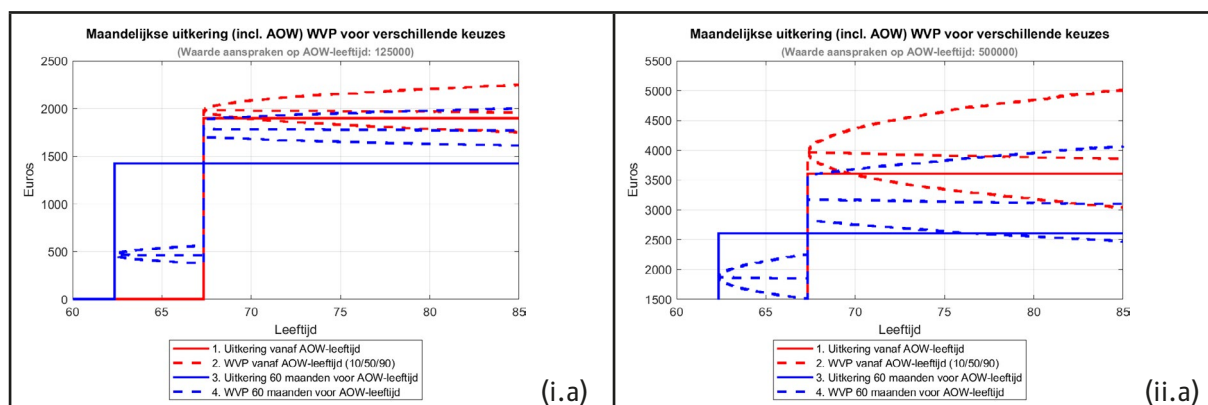 Maandelijkse uitkering (incl. AOW) WVP voor verschillende keuzes
(Waarde aanspraken op AOW-leeftijd: 125000)
2500
2000
1500
1000
500
0
Euros
60
65
70
75
80
85
Leeftijd
1. Uitkering vanaf AOW-leeftijd
2. WVP vanaf AOW-leeftijd (10/50/90)
3. Uitkering 60 maanden voor AOW-leeftijd
4. WVP 60 maanden voor AOW-leeftijd
(i.a)
Maandelijkse uitkering (incl. AOW) WVP voor verschillende keuzes
(Waarde aanspraken op AOW-leeftijd: 500000)
5500
5000
4500
4000
3500
3000
2500
2000
1500
Euros
60
65
70
75
80
85
Leeftijd
1. Uitkering vanaf AOW-leeftijd
2. WVP vanaf AOW-leeftijd (10/50/90)
3. Uitkering 60 maanden voor AOW-leeftijd
4. WVP 60 maanden voor AOW-leeftijd
(ii.a)